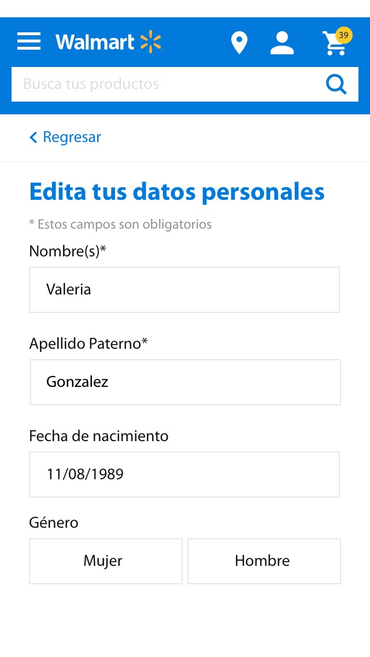 Walmart
39
Busca tus productos
Regresar
Edita tus datos personales
* Estos campos son obligatorios
Nombre(s)*
Valeria
Apellido Paterno*
Gonzalez
Fecha de nacimiento
11/08/1989
Género
Mujer Hombre